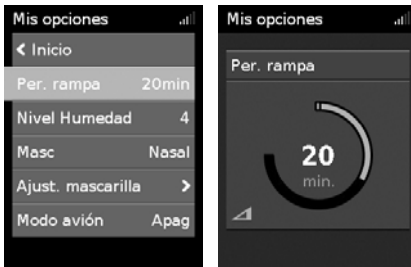 Mis opciones
< Inicio
Per. rampa 20min
Nivel Humedad 4
Masc Nasal
Ajust. mascarilla >
Modo avión Apag
Mis opciones
Per. rampa
20
min.